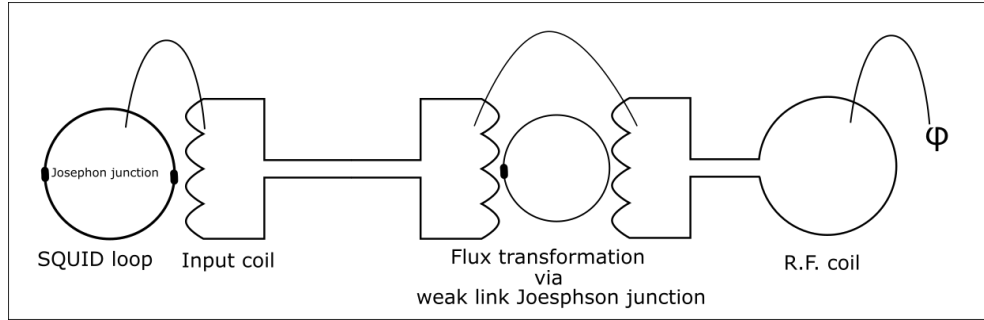 Josephon junction
SQUID loop
Input coil
Flux transformation
via
weak link Joesphson junction
R.F. coil
φ